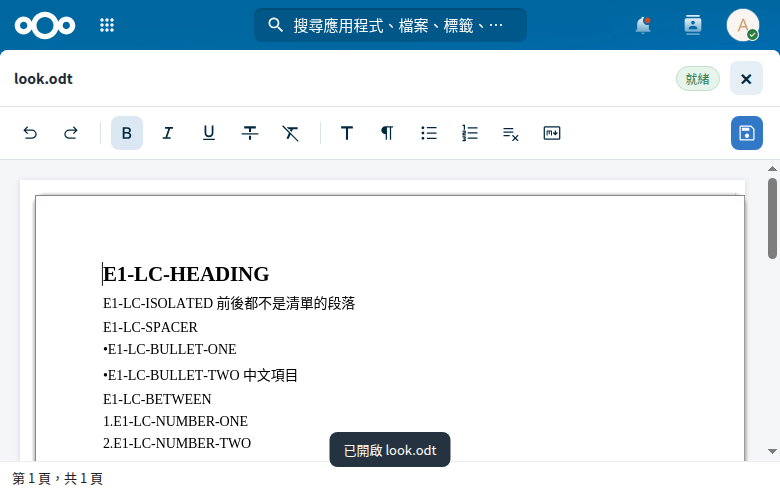 搜尋應用程式、檔案、標籤、…
A
look.odt
就緒
E1-LC-HEADING
E1-LC-ISOLATED 前後都不是清單的段落
E1-LC-SPACER
•E1-LC-BULLET-ONE
•E1-LC-BULLET-TWO 中文項目
E1-LC-BETWEEN
1.E1-LC-NUMBER-ONE
2.E1-LC-NUMBER-TWO
已開啟 look.odt
第 1 頁，共 1 頁